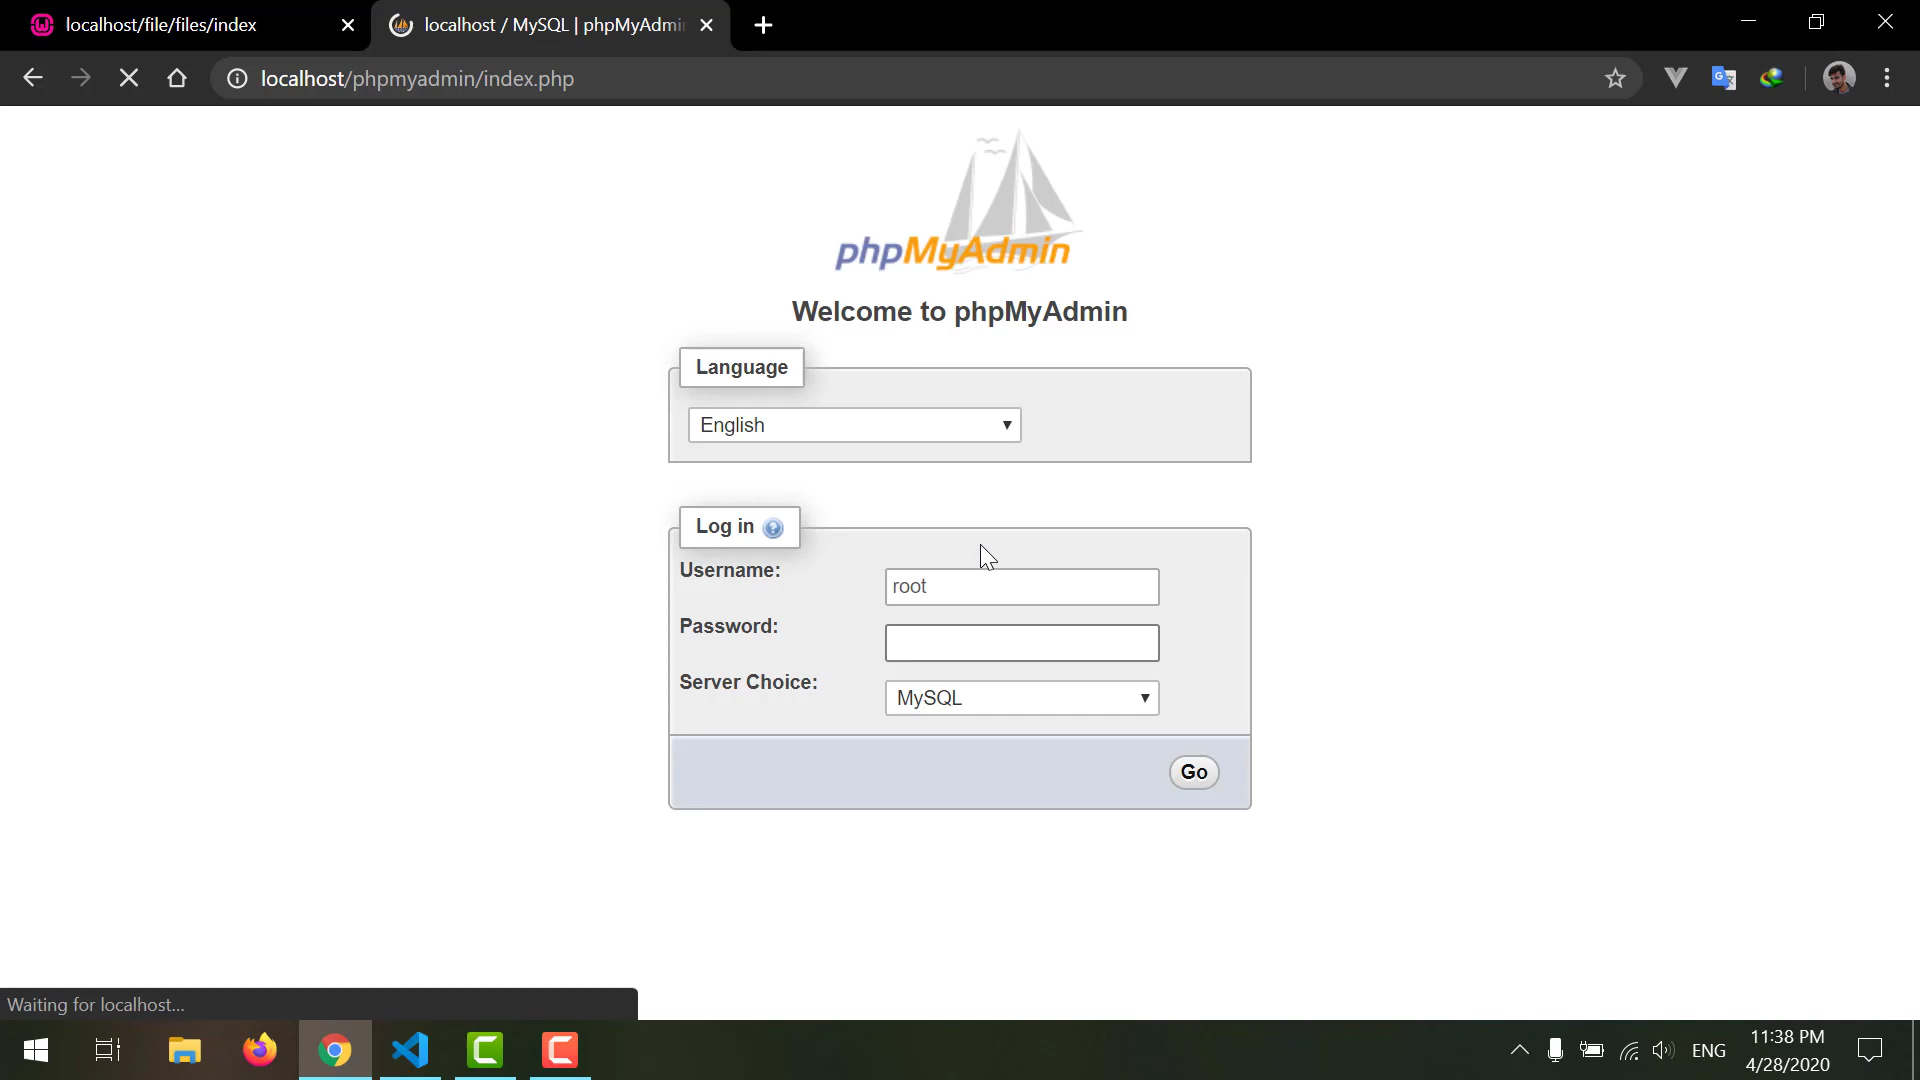 localhost/file/files/index
localhost / MySQL | phpMyAdmin
localhost/phpmyadmin/index.php
phpMyAdmin
Welcome to phpMyAdmin
Language
English
Log in
Username:
root
Password:
Server Choice:
MySQL
Go
Waiting for localhost...
ENG
11:38 PM
4/28/2020